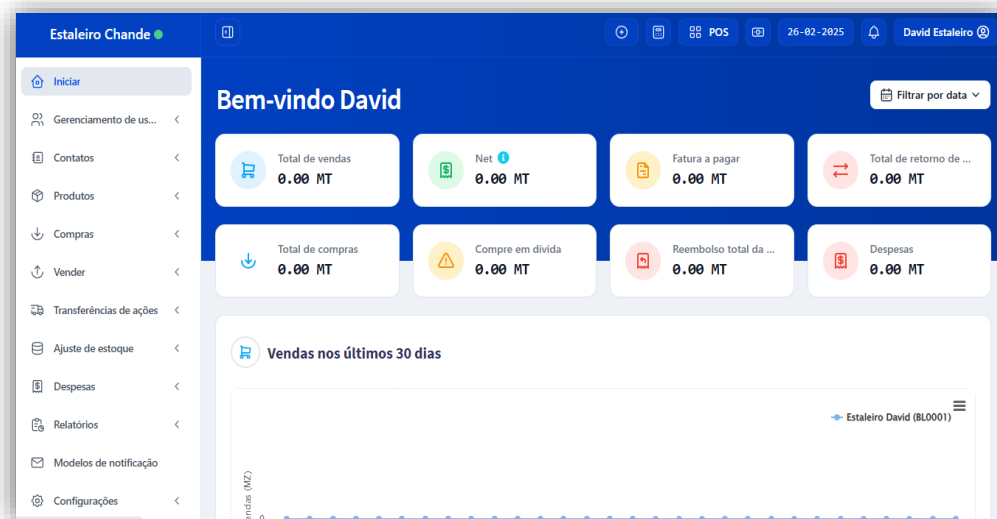 Estaleiro Chande
POS
26-02-2025
David Estaleiro
Iniciar
Gerenciamento de us...
Contatos
Produtos
Compras
Vender
Transferências de ações
Ajuste de estoque
Despesas
Relatórios
Modelos de notificação
Configurações
Bem-vindo David
Filtrar por data
Total de vendas
0.00 MT
Net
0.00 MT
Fatura a pagar
0.00 MT
Total de retorno de ...
0.00 MT
Total de compras
0.00 MT
Compre em dívida
0.00 MT
Reembolso total da ...
0.00 MT
Despesas
0.00 MT
Vendas nos últimos 30 dias
Estaleiro David (BL0001)
(MZ)